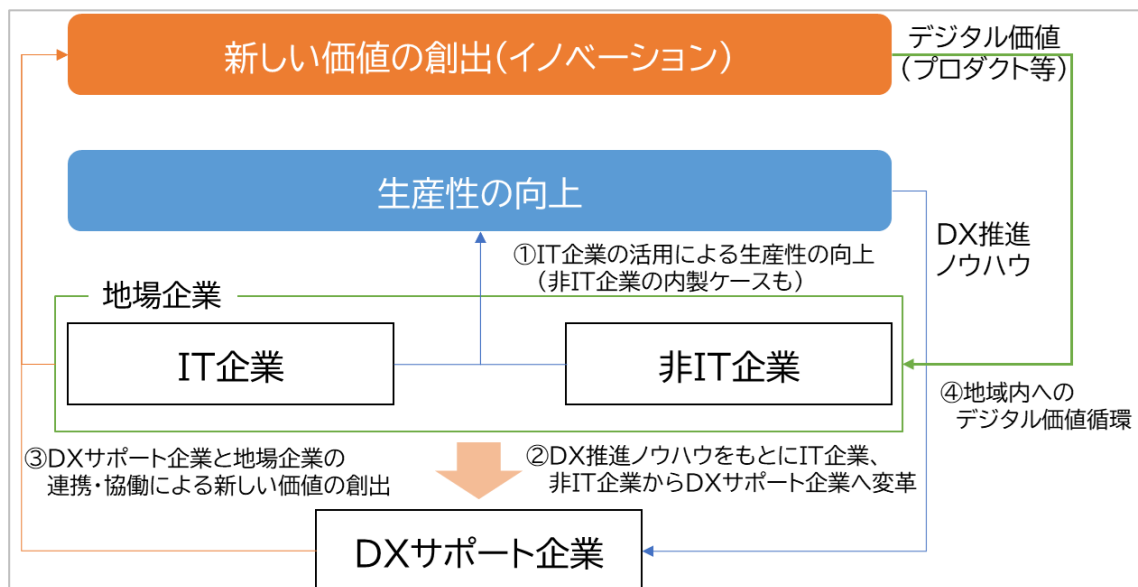 新しい価値の創出(イノベーション)
デジタル価値
(プロダクト等)
生産性の向上
①IT企業の活用による生産性の向上
(非IT企業の内製ケースも)
DX推進
ノウハウ
地場企業
IT企業
非IT企業
④地域内への
デジタル価値循環
③DXサポート企業と地場企業の
連携・協働による新しい価値の創出
②DX推進ノウハウをもとにIT企業、
非IT企業からDXサポート企業へ変革
DXサポート企業